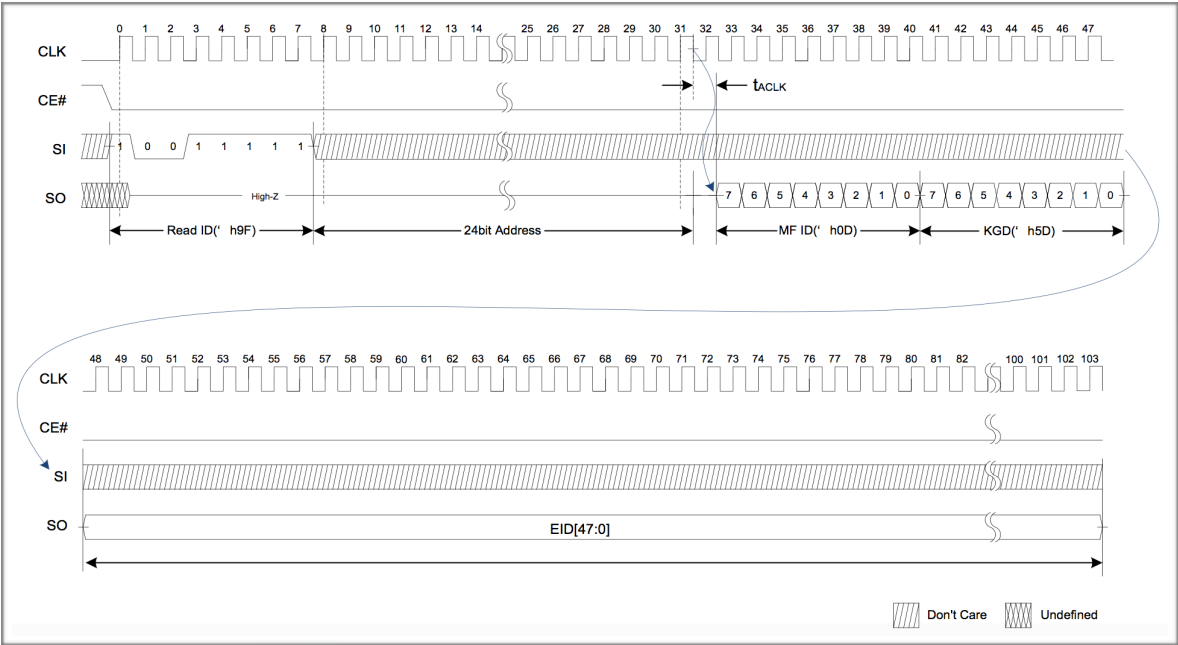 0 1 2 3 4 5 6 7 8 9 10 11 12 13 14 25 26 27 28 29 30 31 32 33 34 35 36 37 38 39 40 41 42 43 44 45 46 47
CLK
tACLK
CE#
SI 1 0 0 1 1 1 1 1
SO High-Z 7 6 5 4 3 2 1 0 7 6 5 4 3 2 1 0
Read ID(‘ h9F) 24bit Address MF ID(‘ h0D) KGD(‘ h5D)
48 49 50 51 52 53 54 55 56 57 58 59 60 61 62 63 64 65 66 67 68 69 70 71 72 73 74 75 76 77 78 79 80 81 82 100 101 102 103
CLK
CE#
SI
SO EID[47:0]
Don't Care Undefined